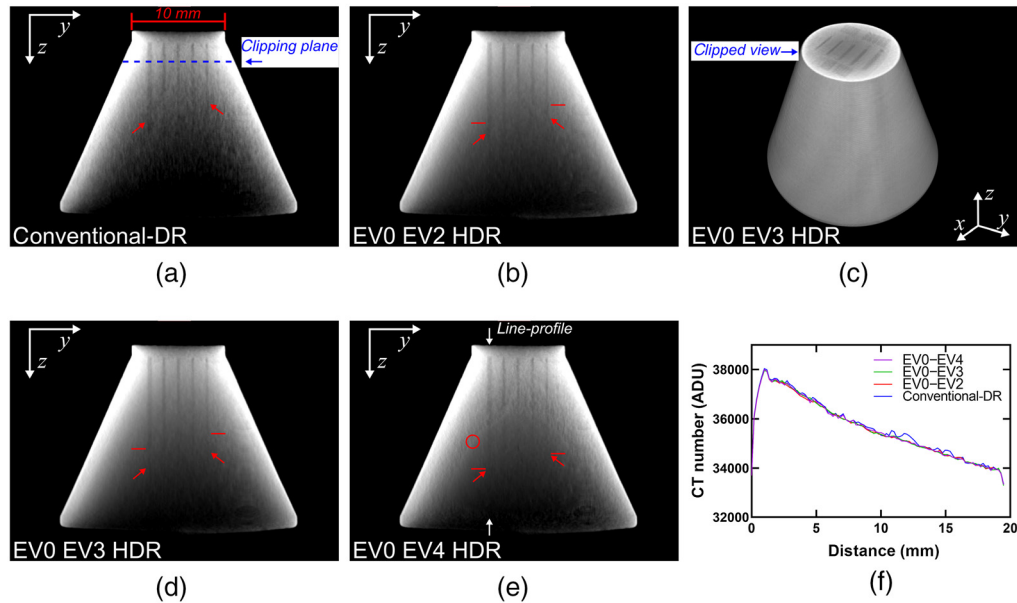 10 mm
y
z
Clipping plane
Conventional-DR
(a)
y
z
EV0 EV2 HDR
(b)
Clipped view
z
x
y
EV0 EV3 HDR
(c)
y
z
EV0 EV3 HDR
(d)
y
z
Line-profile
EV0 EV4 HDR
(e)
CT number (ADU)
38000
36000
34000
32000
EV0−EV4
EV0−EV3
EV0−EV2
Conventional-DR
0 5 10 15 20
Distance (mm)
(f)